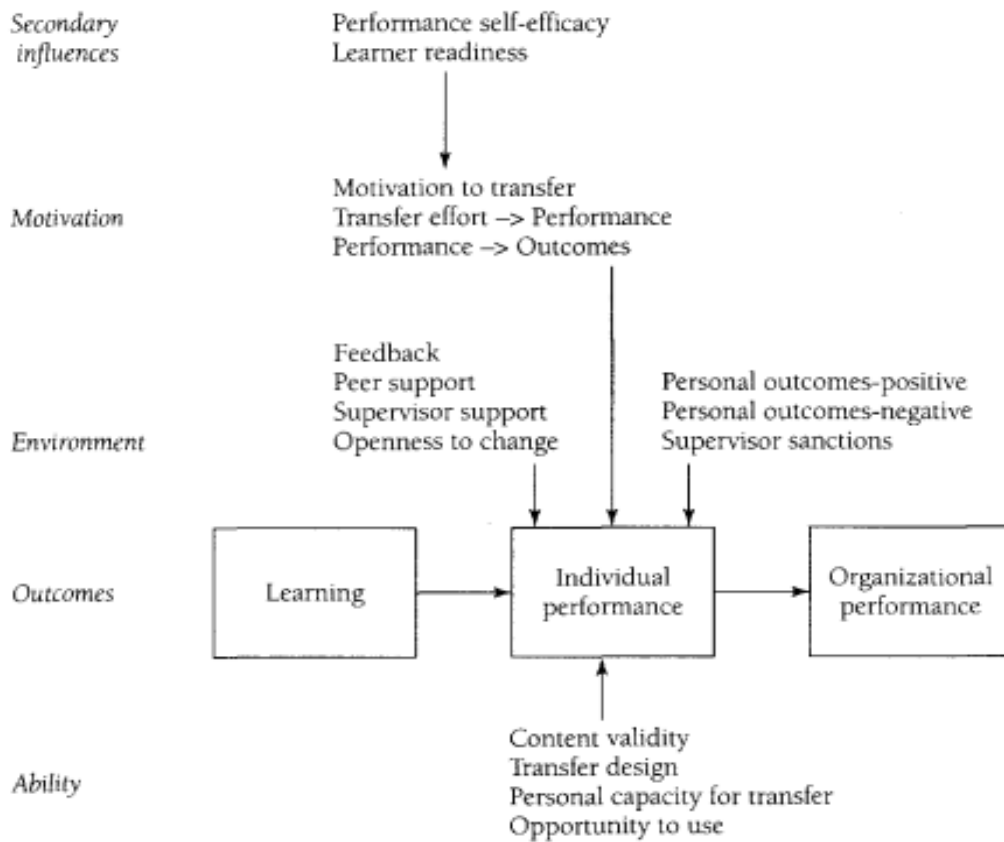 Secondary
influences
Performance self-efficacy
Learner readiness
Motivation
Motivation to transfer
Transfer effort –> Performance
Performance –> Outcomes
Environment
Feedback
Peer support
Supervisor support
Openness to change
Personal outcomes-positive
Personal outcomes-negative
Supervisor sanctions
Outcomes
Learning
Individual
performance
Organizational
performance
Ability
Content validity
Transfer design
Personal capacity for transfer
Opportunity to use